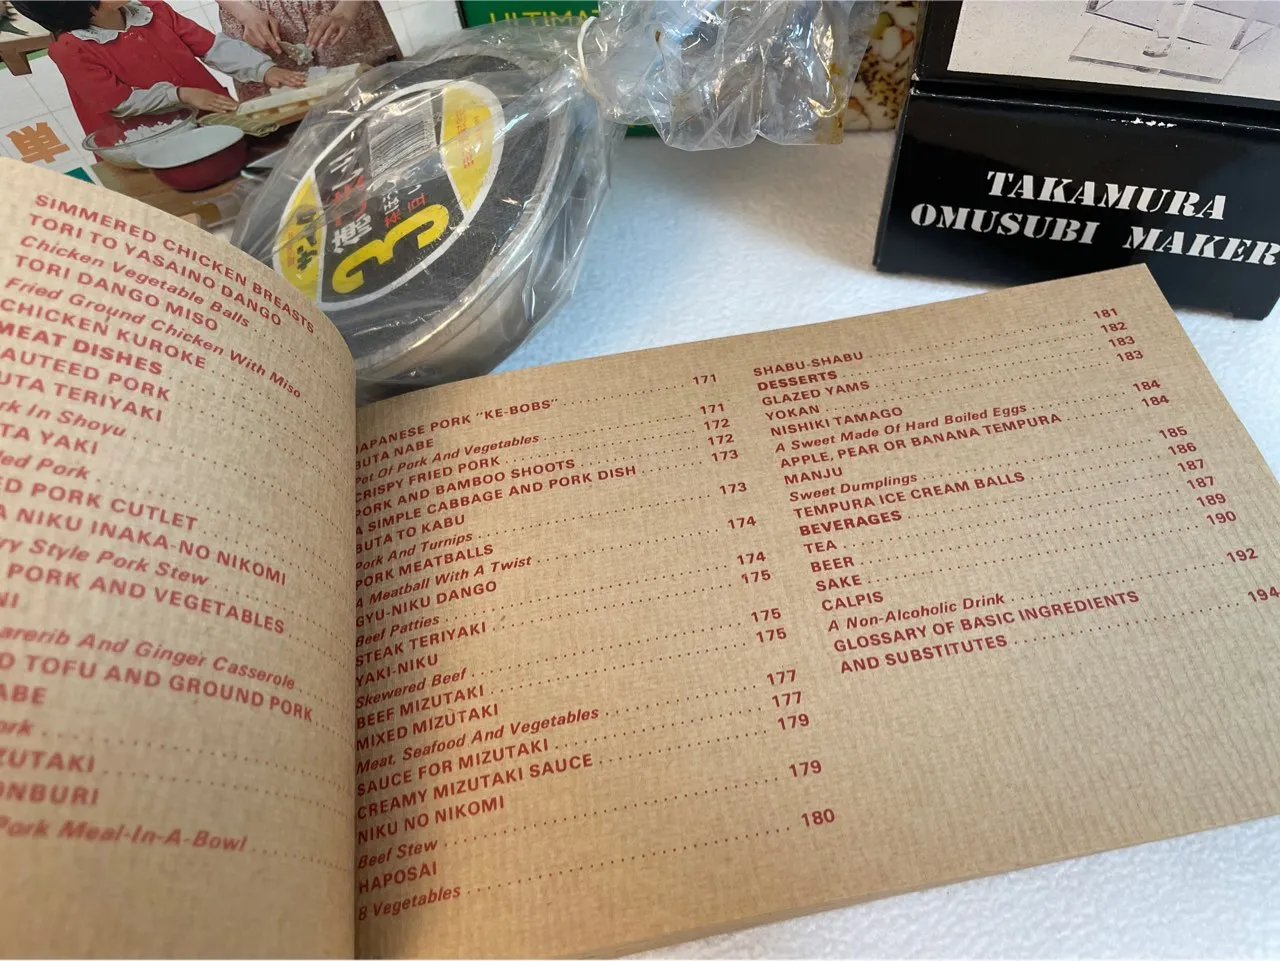 ULTIMAT
TAKAMURA
OMUSUBI MAKER
SIMMERED CHICKEN BREASTS
TORI TO YASAINO DANGO
Chicken Vegetable Balls
TORI DANGO MISO
Fried Ground Chicken With Miso
CHICKEN KUROKE
MEAT DISHES
AUTEED PORK
UTA TERIYAKI
rk In Shoyu
TA YAKI
led Pork
ED PORK CUTLET
A NIKU INAKA-NO NIKOMI
ry Style Pork Stew
PORK AND VEGETABLES
NI
arerib And Ginger Casserole
D TOFU AND GROUND PORK
ABE
ork
ZUTAKI
ONBURI
Pork Meal-In-A-Bowl
JAPANESE PORK "KE-BOBS" 171
BUTA NABE
Pot Of Pork And Vegetables 171
CRISPY FRIED PORK 172
PORK AND BAMBOO SHOOTS 172
A SIMPLE CABBAGE AND PORK DISH 173
BUTA TO KABU
Pork And Turnips 173
PORK MEATBALLS
A Meatball With A Twist 174
GYU-NIKU DANGO
Beef Patties 174
STEAK TERIYAKI 175
YAKI-NIKU
Skewered Beef 175
BEEF MIZUTAKI 175
MIXED MIZUTAKI
Meat, Seafood And Vegetables 177
SAUCE FOR MIZUTAKI 177
CREAMY MIZUTAKI SAUCE 179
NIKU NO NIKOMI
Beef Stew 179
HAPOSAI
8 Vegetables 180
SHABU-SHABU 181
DESSERTS 182
GLAZED YAMS 183
YOKAN 183
NISHIKI TAMAGO
A Sweet Made Of Hard Boiled Eggs 184
APPLE, PEAR OR BANANA TEMPURA 184
MANJU
Sweet Dumplings 185
TEMPURA ICE CREAM BALLS 186
BEVERAGES 187
TEA 187
BEER 189
SAKE 190
CALPIS
A Non-Alcoholic Drink 192
GLOSSARY OF BASIC INGREDIENTS
AND SUBSTITUTES 194